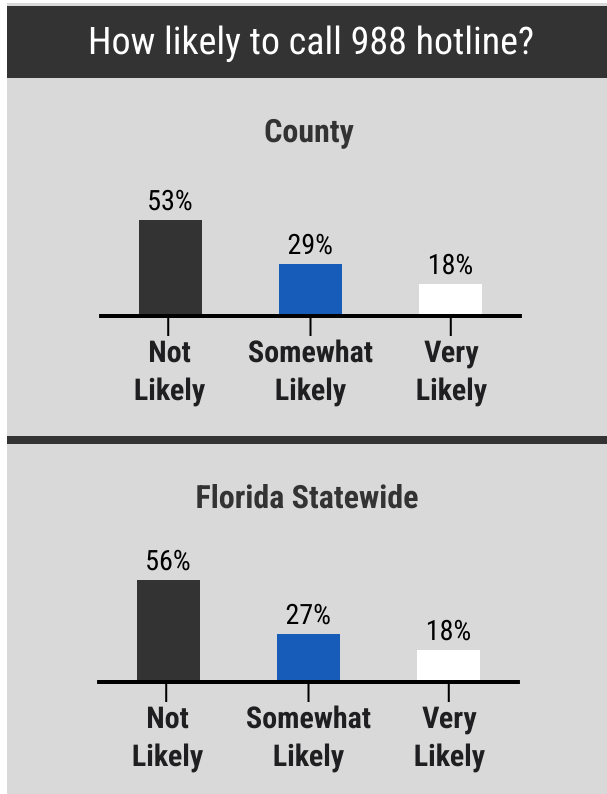 How likely to call 988 hotline?
County
53%
29%
18%
Not Likely
Somewhat Likely
Very Likely
Florida Statewide
56%
27%
18%
Not Likely
Somewhat Likely
Very Likely